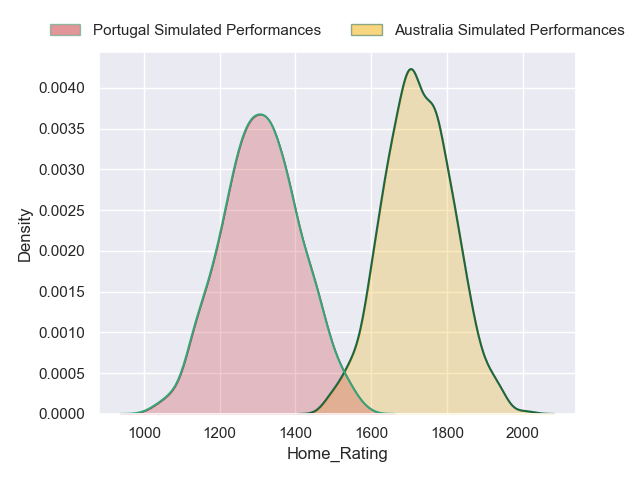 Portugal Simulated Performances Australia Simulated Performances
0.0040
0.0035
0.0030
0.0025
0.0020
0.0015
0.0010
0.0005
0.0000
Density
1000 1200 1400 1600 1800 2000
Home_Rating